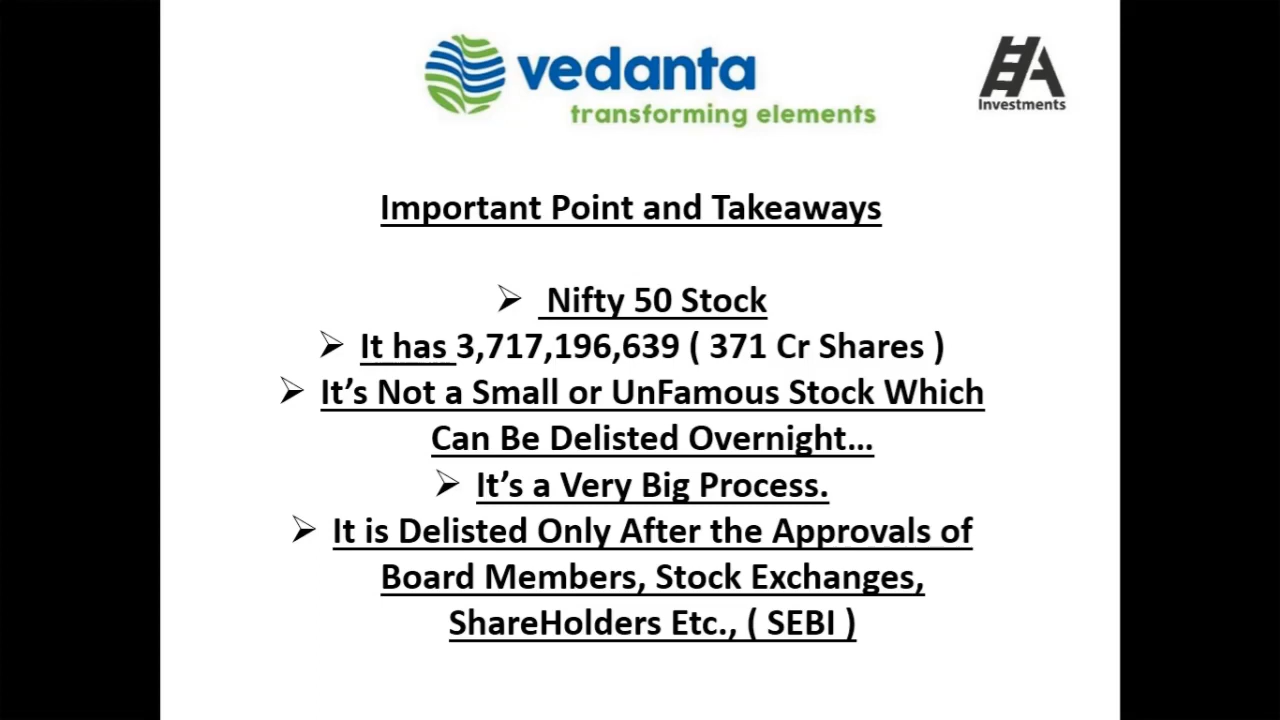 vedanta
transforming elements
HA
Investments
Important Point and Takeaways
➢ Nifty 50 Stock
➢ It has 3,717,196,639 ( 371 Cr Shares )
➢ It’s Not a Small or UnFamous Stock Which
Can Be Delisted Overnight…
➢ It’s a Very Big Process.
➢ It is Delisted Only After the Approvals of
Board Members, Stock Exchanges,
ShareHolders Etc., ( SEBI )